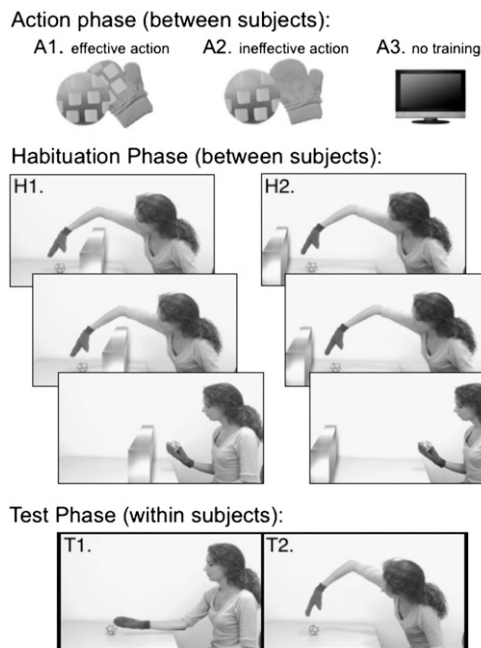 Action phase (between subjects):
A1. effective action A2. ineffective action A3. no training
Habituation Phase (between subjects):
H1. H2.
Test Phase (within subjects):
T1. T2.